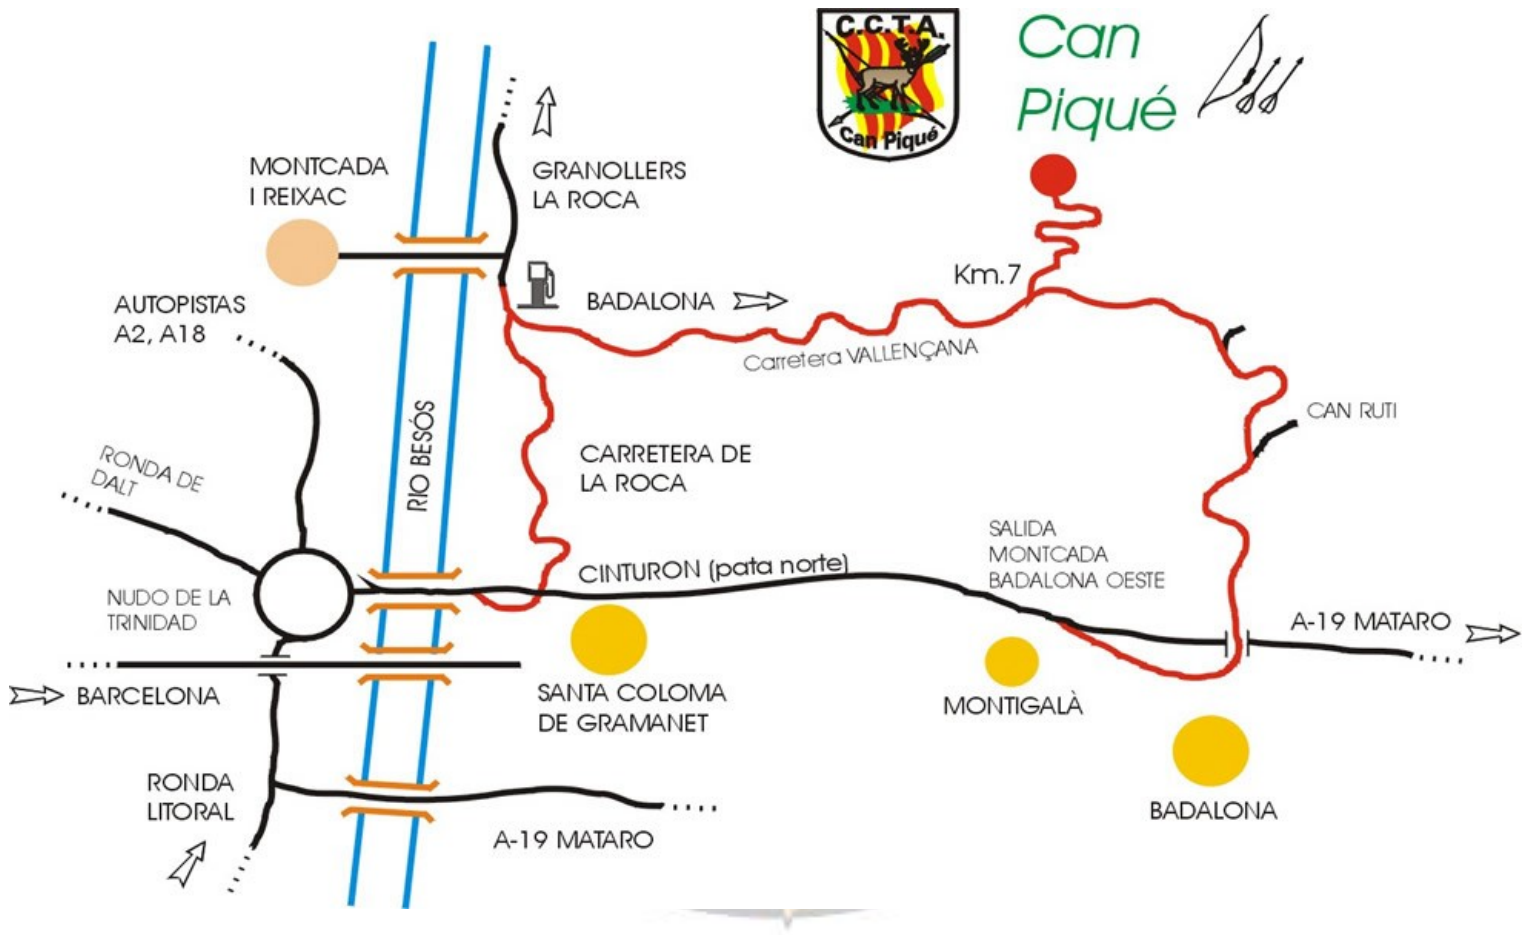 C.C.T.A.
Can Piqué
Can
Piqué
MONTCADA
I REIXAC
GRANOLLERS
LA ROCA
Km.7
AUTOPISTAS
A2, A18
BADALONA
Carretera VALLENÇANA
CAN RUTI
RIO BESÓS
RONDA DE
DALT
CARRETERA DE
LA ROCA
SALIDA
MONTCADA
BADALONA OESTE
CINTURON (pata norte)
NUDO DE LA
TRINIDAD
A-19 MATARO
BARCELONA
SANTA COLOMA
DE GRAMANET
MONTIGALÀ
RONDA
LITORAL
BADALONA
A-19 MATARO